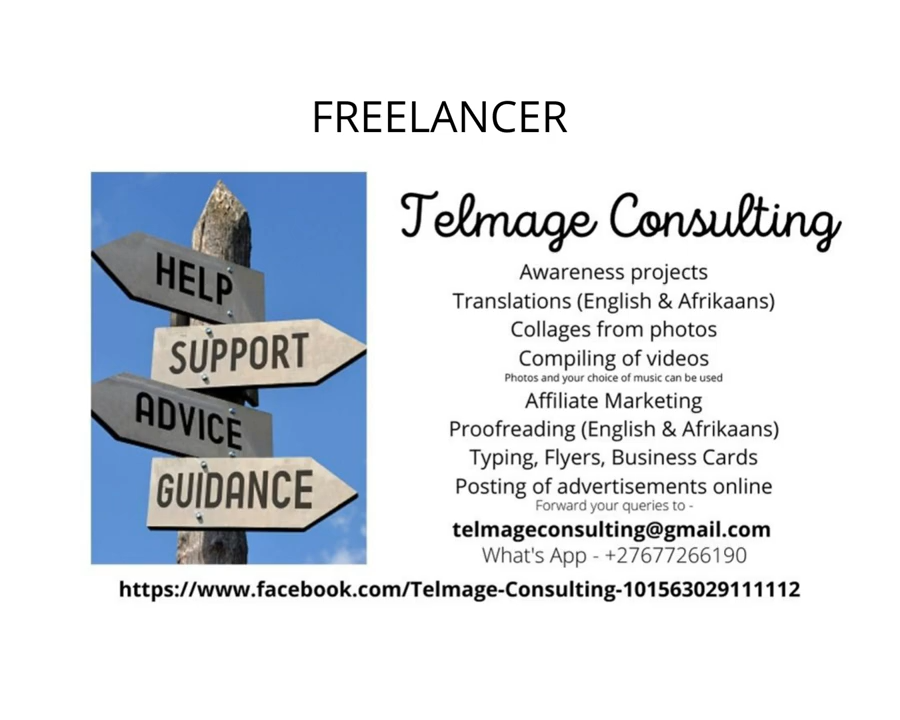 FREELANCER
HELP
SUPPORT
ADVICE
GUIDANCE
Telmage Consulting
Awareness projects
Translations (English & Afrikaans)
Collages from photos
Compiling of videos
Photos and your choice of music can be used
Affiliate Marketing
Proofreading (English & Afrikaans)
Typing, Flyers, Business Cards
Posting of advertisements online
Forward your queries to -
telmageconsulting@gmail.com
What's App - +27677266190
https://www.facebook.com/Telmage-Consulting-101563029111112